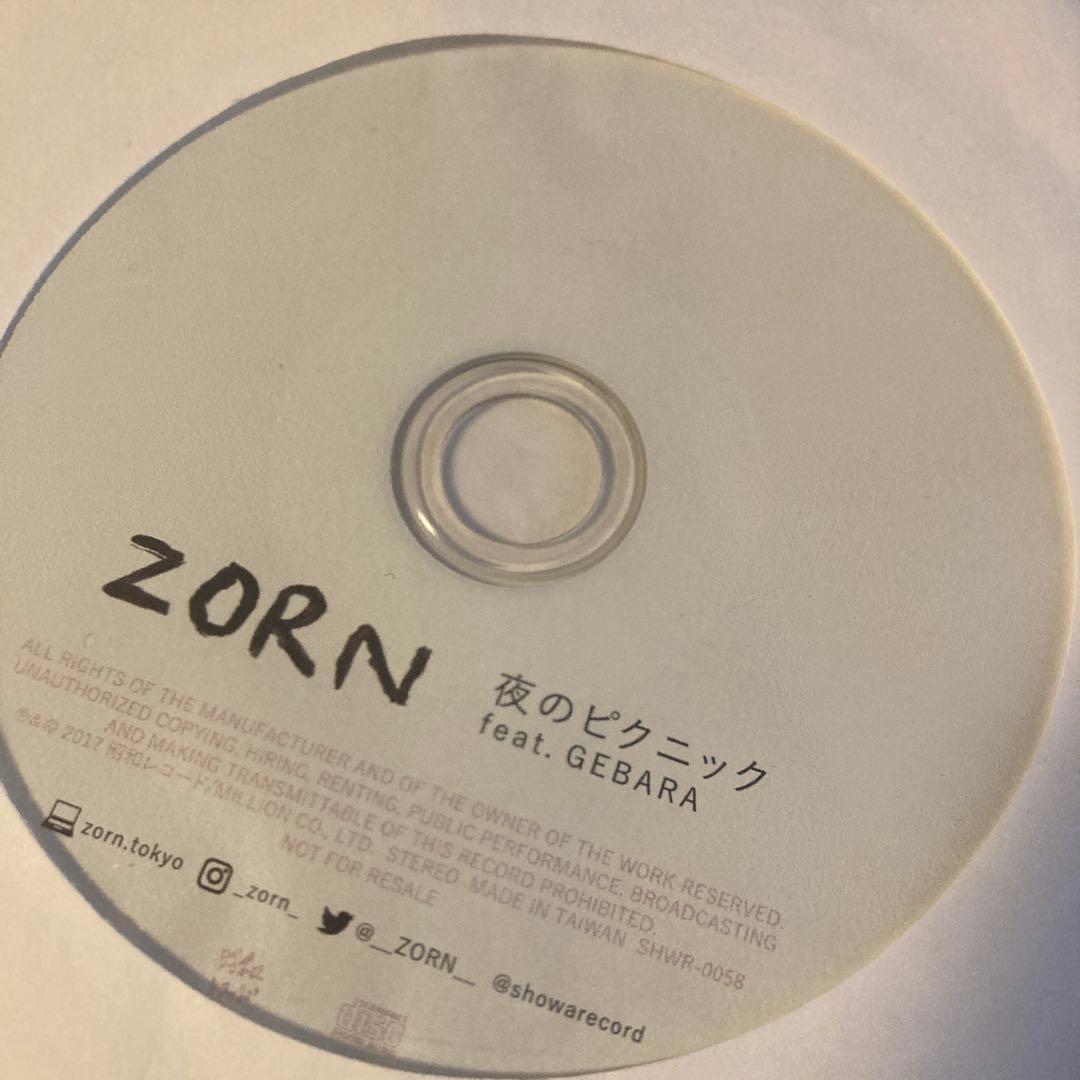 ZORN
夜のピクニック
feat. GEBARA
ALL RIGHTS OF THE MANUFACTURER AND OF THE OWNER OF THE WORK RESERVED.
UNAUTHORIZED COPYING, HIRING, RENTING, PUBLIC PERFORMANCE, BROADCASTING
AND MAKING TRANSMITTABLE OF THIS RECORD PROHIBITED.
℗&© 2017 昭和レコード/MILLION CO., LTD. STEREO MADE IN TAIWAN SHWR-0058
NOT FOR RESALE
zorn.tokyo _zorn_ @__ZORN__ @showarecord
disc